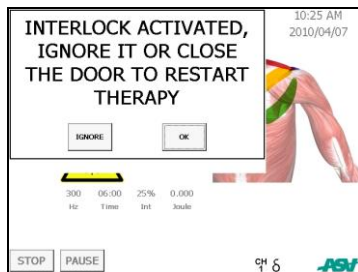 INTERLOCK ACTIVATED,
IGNORE IT OR CLOSE
THE DOOR TO RESTART
THERAPY
IGNORE OK
10:25 AM
2010/04/07
300 06:00 25% 0.000
Hz Time Int Joule
STOP PAUSE
CH 1 δ
ASA